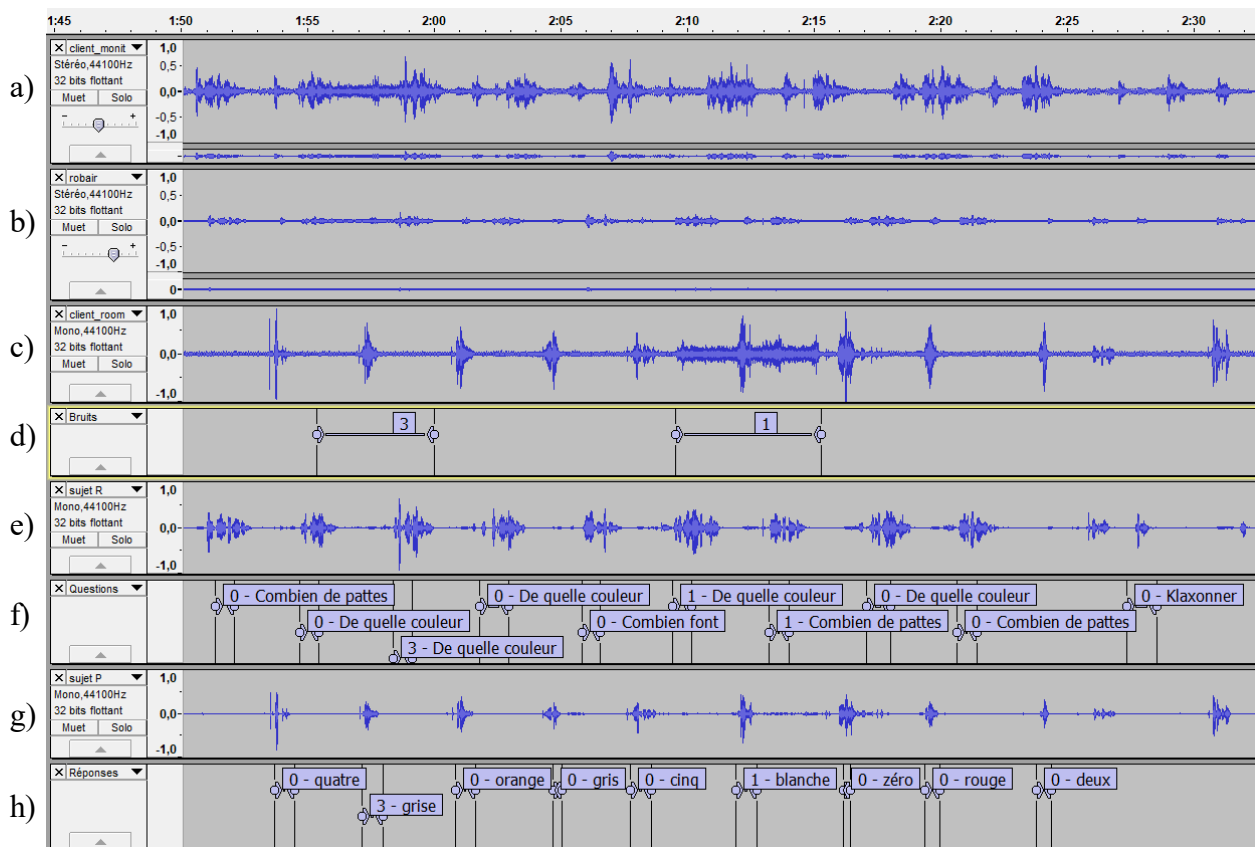 1:45 1:50 1:55 2:00 2:05 2:10 2:15 2:20 2:25 2:30
a)
client_monit
Stéréo,44100Hz
32 bits flottant
Muet Solo
- +
1,0
0,5-
0,0-
-0,5-
-1,0
b)
robair
Stéréo,44100Hz
32 bits flottant
Muet Solo
- +
1,0
0,5-
0,0-
-0,5-
-1,0
0-
c)
client_room
Mono,44100Hz
32 bits flottant
Muet Solo
1,0
0,0-
-1,0
d)
Bruits
3 1
e)
sujet R
Mono,44100Hz
32 bits flottant
Muet Solo
1,0
0,0-
-1,0
f)
Questions
0 - Combien de pattes 0 - De quelle couleur 1 - De quelle couleur 0 - De quelle couleur 0 - Klaxonner
0 - De quelle couleur 0 - Combien font 1 - Combien de pattes 0 - Combien de pattes
3 - De quelle couleur
g)
sujet P
Mono,44100Hz
32 bits flottant
Muet Solo
1,0
0,0-
-1,0
h)
Réponses
0 - quatre 0 - orange 0 - gris 0 - cinq 1 - blanche 0 - zéro 0 - rouge 0 - deux
3 - grise